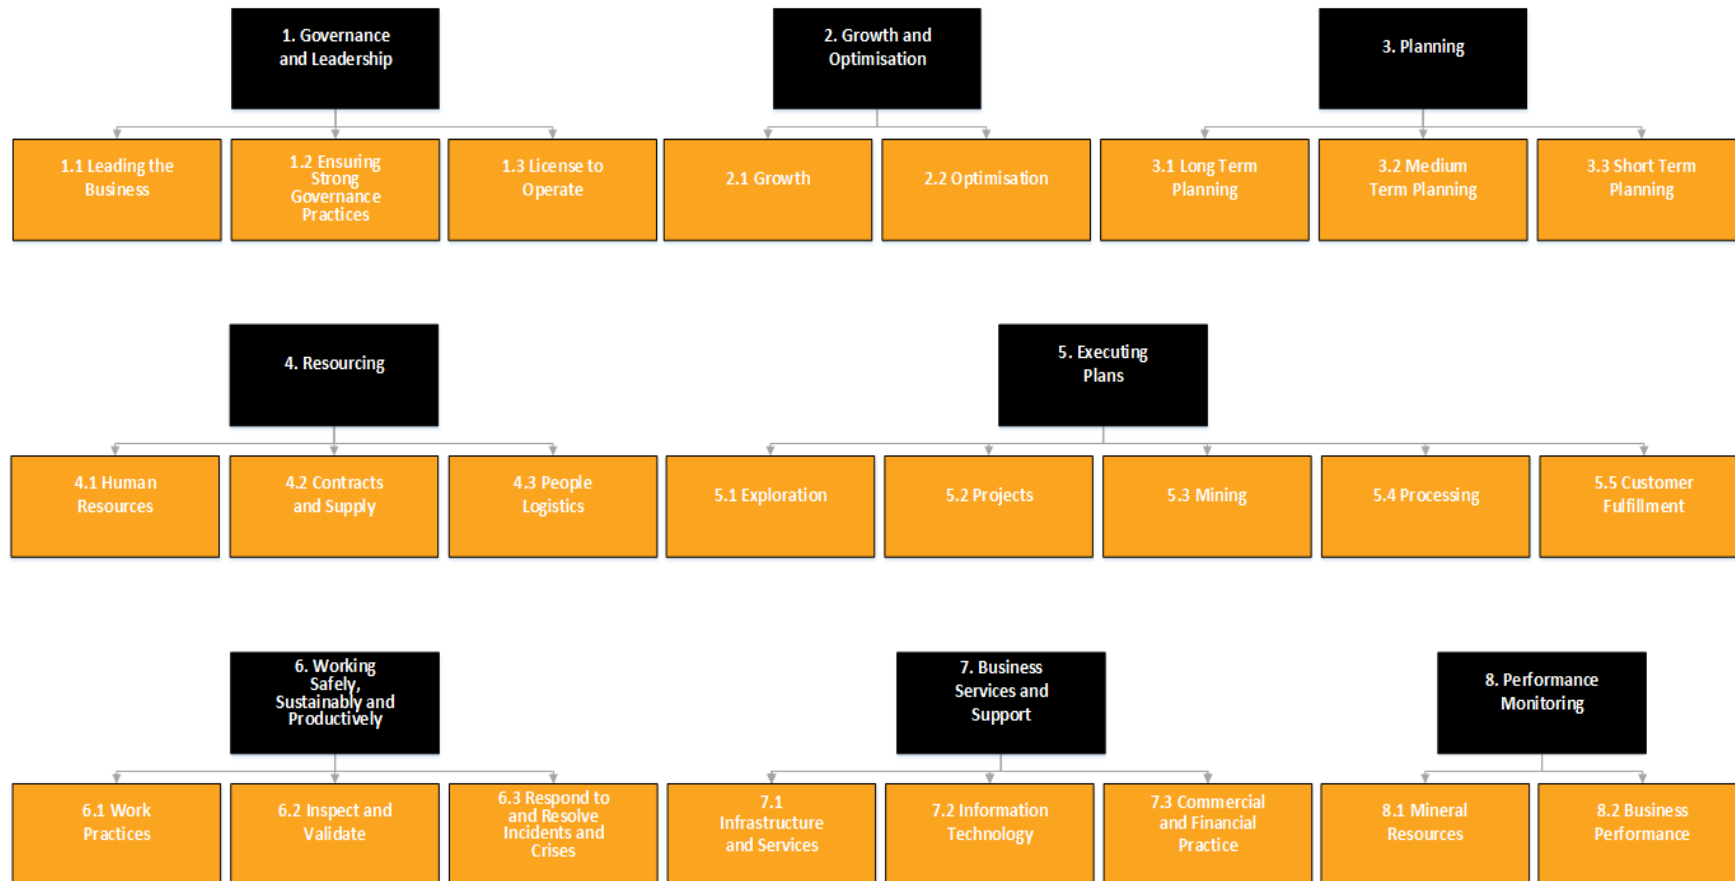 1. Governance
and Leadership
2. Growth and
Optimisation
3. Planning
1.1 Leading the
Business
1.2 Ensuring
Strong
Governance
Practices
1.3 License to
Operate
2.1 Growth
2.2 Optimisation
3.1 Long Term
Planning
3.2 Medium
Term Planning
3.3 Short Term
Planning
4. Resourcing
5. Executing
Plans
4.1 Human
Resources
4.2 Contracts
and Supply
4.3 People
Logistics
5.1 Exploration
5.2 Projects
5.3 Mining
5.4 Processing
5.5 Customer
Fulfillment
6. Working
Safely,
Sustainably and
Productively
7. Business
Services and
Support
8. Performance
Monitoring
6.1 Work
Practices
6.2 Inspect and
Validate
6.3 Respond to
and Resolve
Incidents and
Crises
7.1
Infrastructure
and Services
7.2 Information
Technology
7.3 Commercial
and Financial
Practice
8.1 Mineral
Resources
8.2 Business
Performance